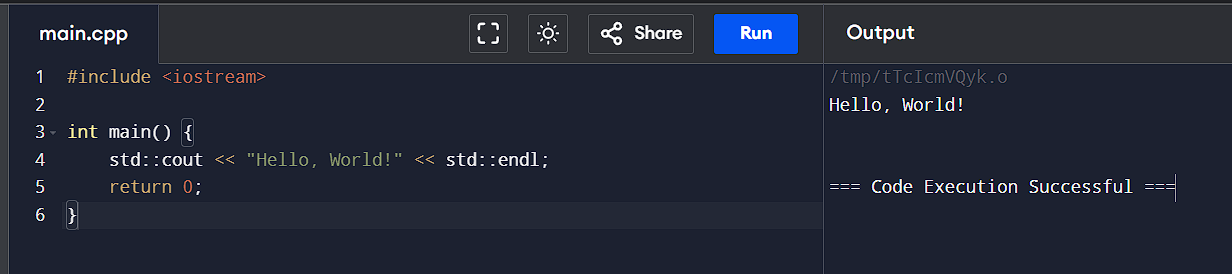 main.cpp
Share
Run
Output
1 #include <iostream>
2
3 int main() {
4     std::cout << "Hello, World!" << std::endl;
5     return 0;
6 }
/tmp/tTcIcmVQyk.o
Hello, World!
=== Code Execution Successful ===